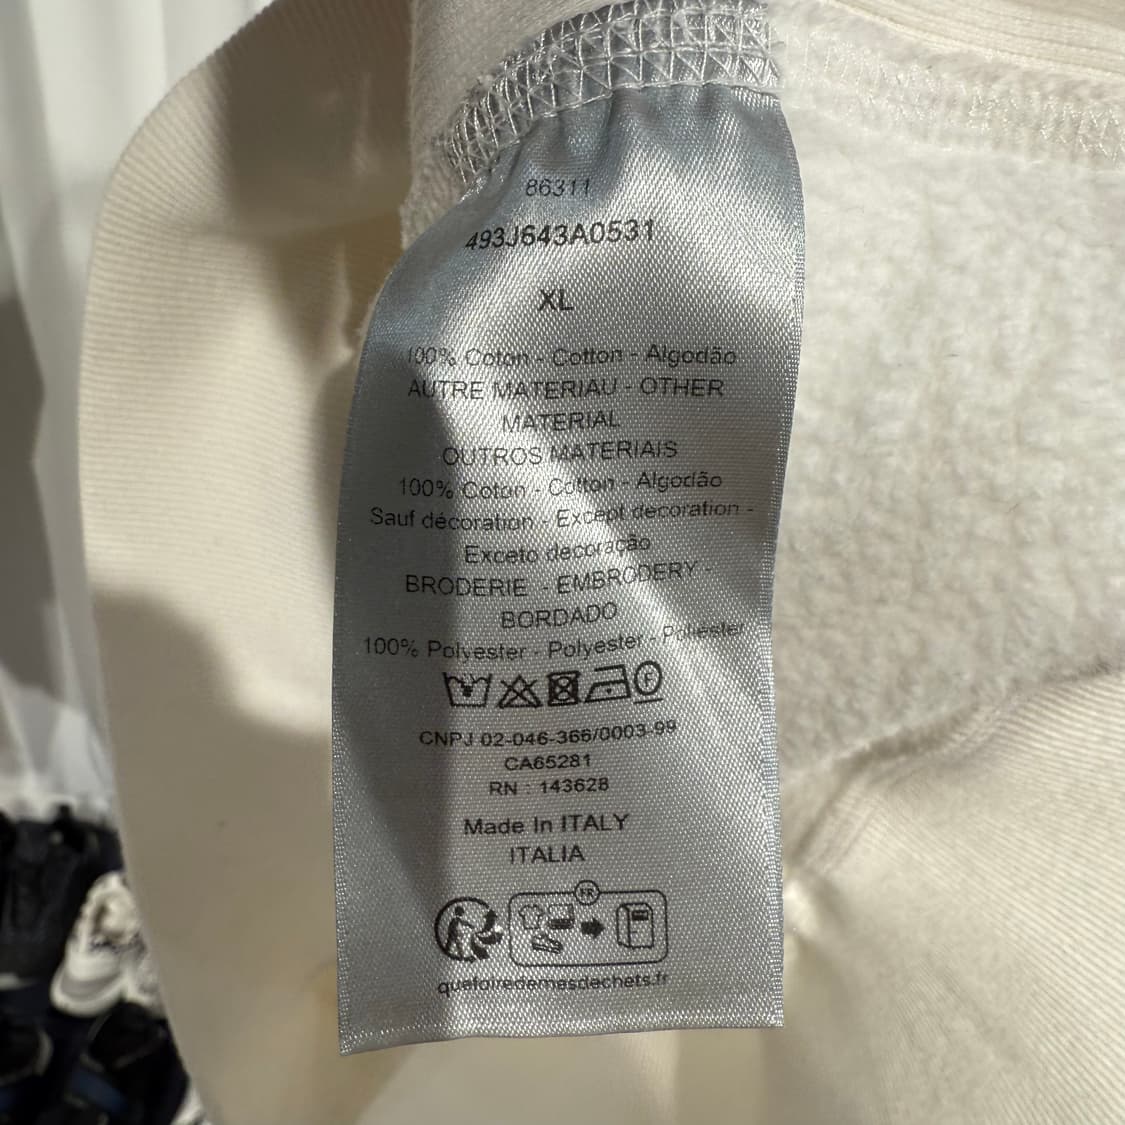 86311
493J643A0531
XL
100% Coton - Cotton - Algodão
AUTRE MATERIAU - OTHER
MATERIAL
OUTROS MATERIAIS
100% Coton - Cotton - Algodão
Sauf décoration - Except decoration -
Exceto decoração
BRODERIE - EMBRODERY -
BORDADO
100% Polyester - Polyester - Poliéster
F
CNPJ 02-046-366/0003-99
CA65281
RN : 143628
Made In ITALY
ITALIA
FR
quefairedemesdechets.fr